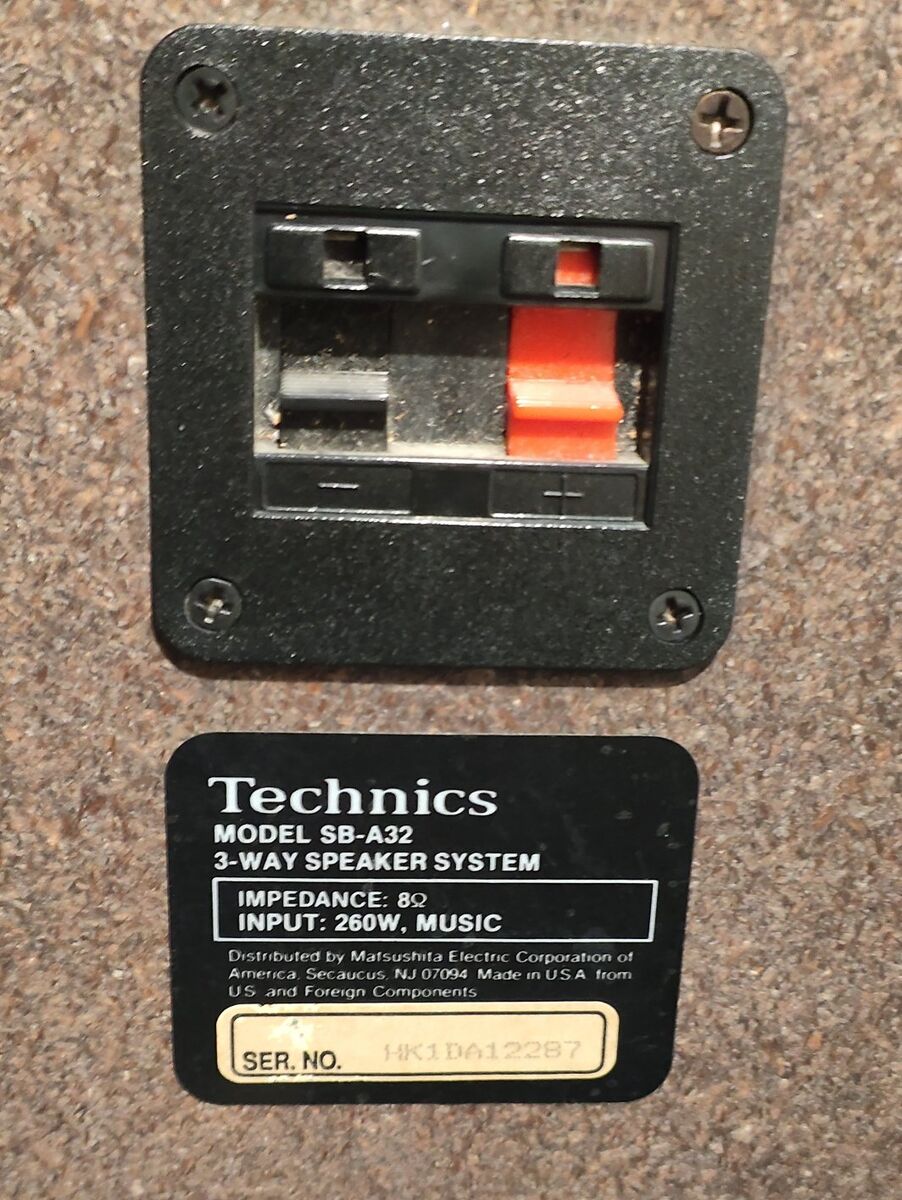 − +
Technics
MODEL SB-A32
3-WAY SPEAKER SYSTEM
IMPEDANCE: 8Ω
INPUT: 260W, MUSIC
Distributed by Matsushita Electric Corporation of
America, Secaucus, NJ 07094 Made in U.S.A. from
U.S. and Foreign Components
SER. NO. HK1DA12287